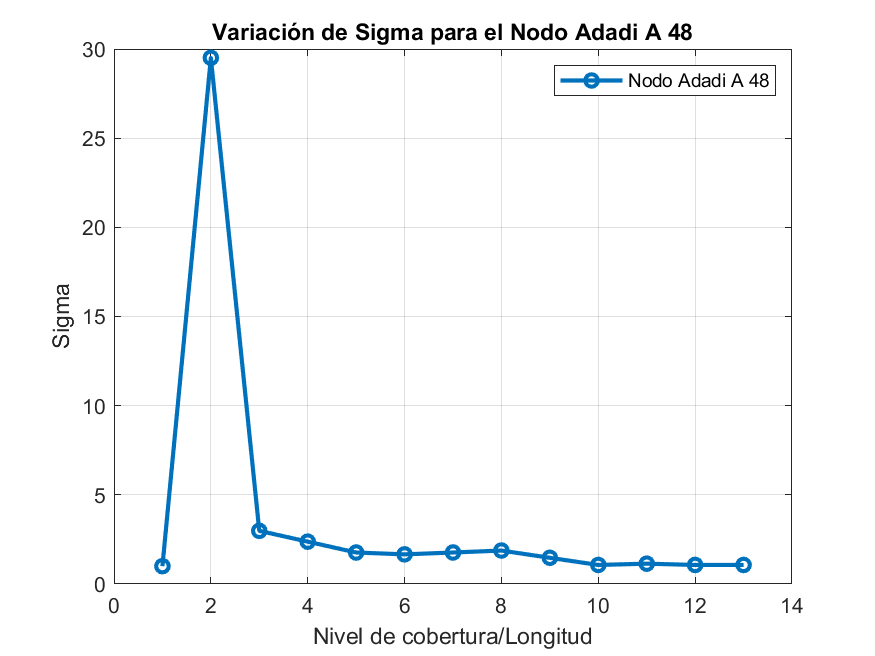 Variación de Sigma para el Nodo Adadi A 48
Nodo Adadi A 48
30
25
20
15
10
5
0
Sigma
0 2 4 6 8 10 12 14
Nivel de cobertura/Longitud